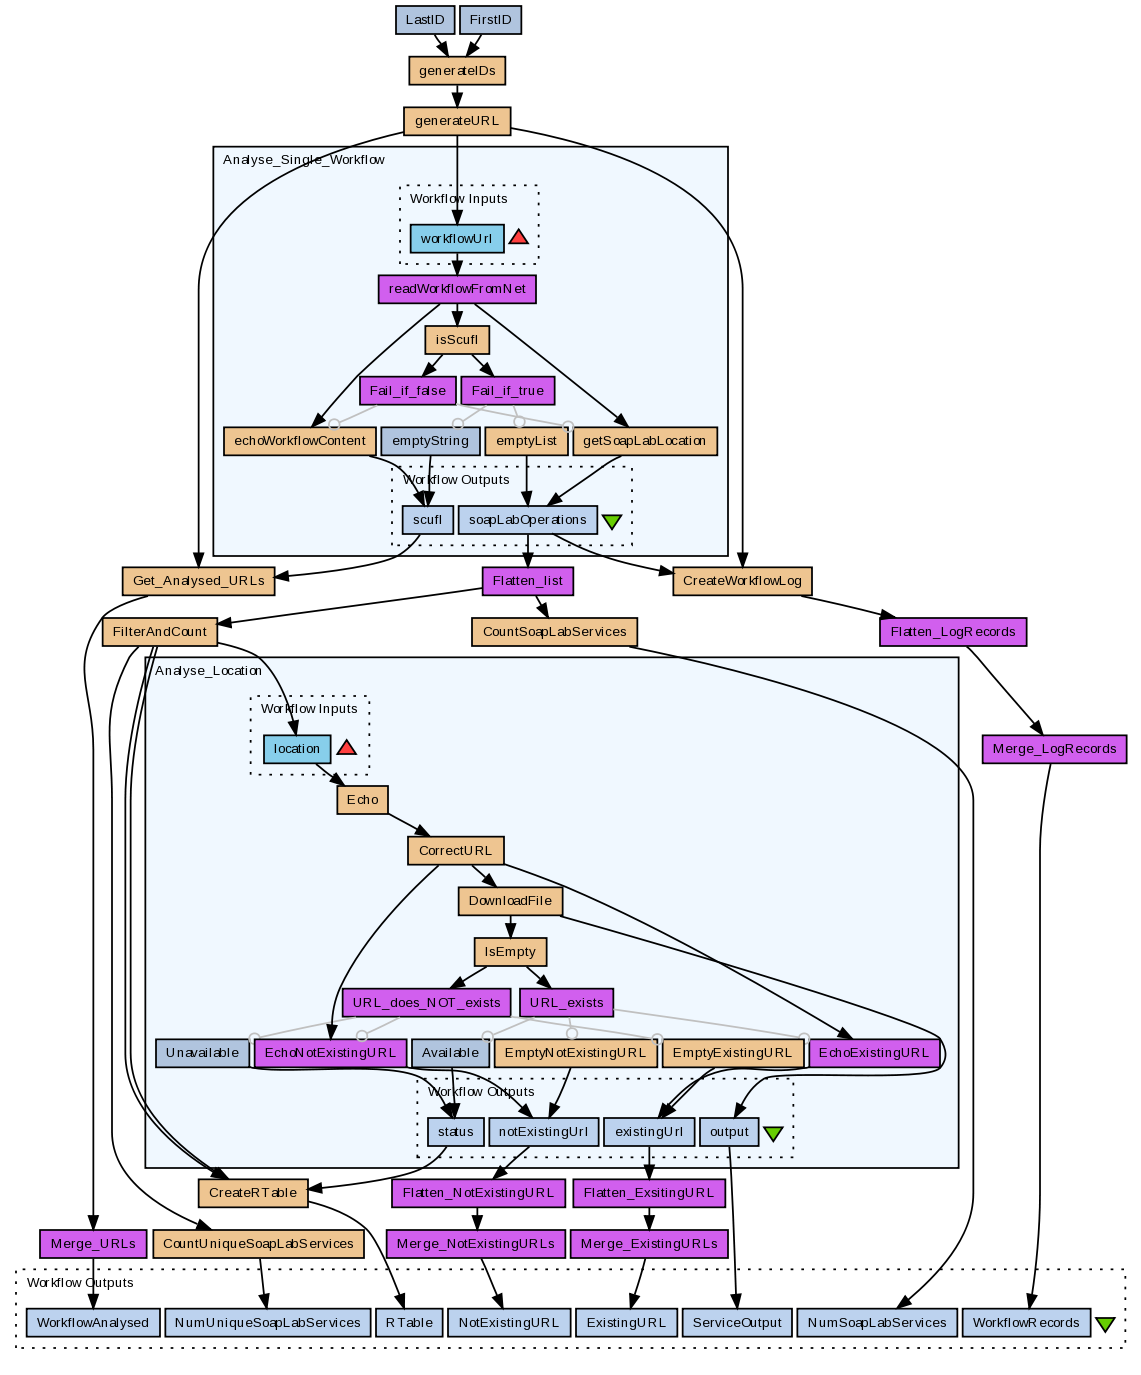 LastID
FirstID
generateIDs
generateURL
Analyse_Single_Workflow
Workflow Inputs
workflowUrl
readWorkflowFromNet
isScufl
Fail_if_false
Fail_if_true
echoWorkflowContent
emptyString
emptyList
getSoapLabLocation
Workflow Outputs
scufl
soapLabOperations
Get_Analysed_URLs
Flatten_list
CreateWorkflowLog
FilterAndCount
CountSoapLabServices
Flatten_LogRecords
Analyse_Location
Workflow Inputs
location
Merge_LogRecords
Echo
CorrectURL
DownloadFile
IsEmpty
URL_does_NOT_exists
URL_exists
Unavailable
EchoNotExistingURL
Available
EmptyNotExistingURL
EmptyExistingURL
EchoExistingURL
Workflow Outputs
status
notExistingUrl
existingUrl
output
CreateRTable
Flatten_NotExistingURL
Flatten_ExsitingURL
Merge_URLs
CountUniqueSoapLabServices
Merge_NotExistingURLs
Merge_ExistingURLs
Workflow Outputs
WorkflowAnalysed
NumUniqueSoapLabServices
RTable
NotExistingURL
ExistingURL
ServiceOutput
NumSoapLabServices
WorkflowRecords